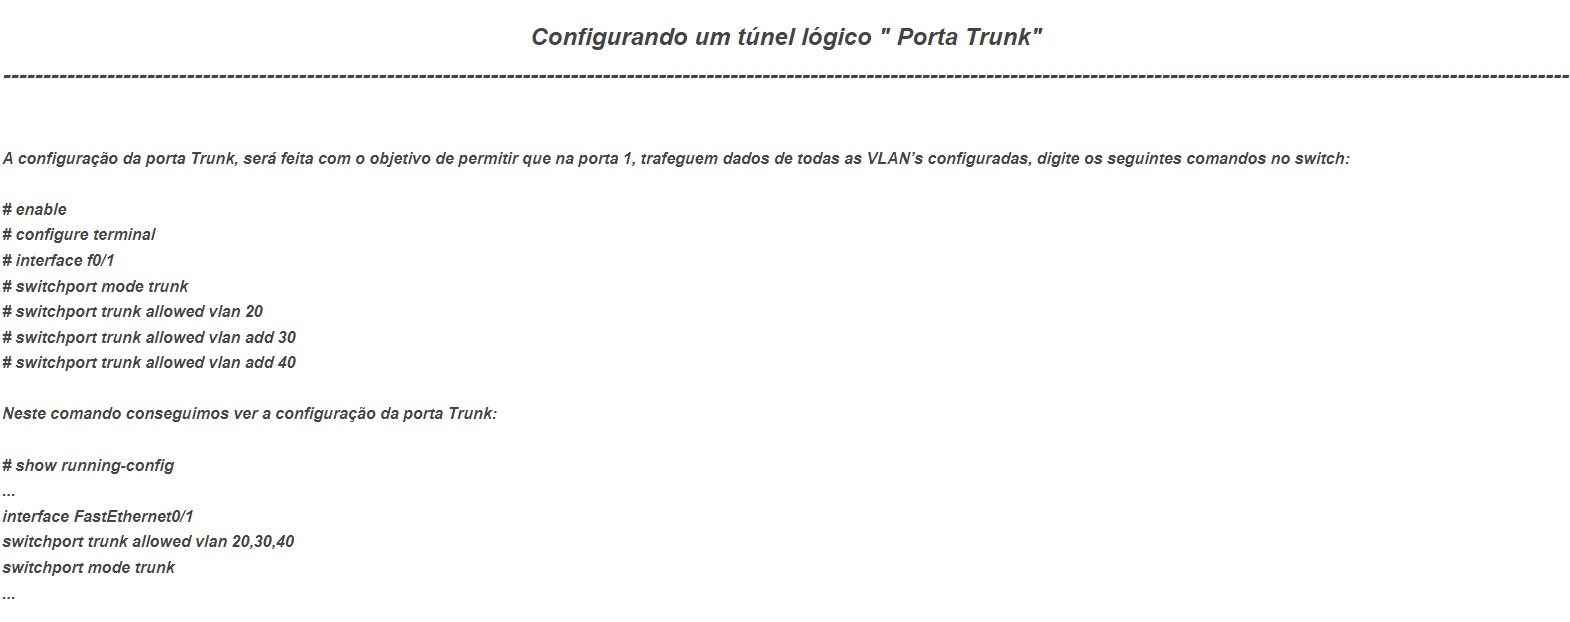 Configurando um túnel lógico " Porta Trunk"
--------------------------------------------------------------------------------------------------------------------------------------------------------------------------------------------------------
A configuração da porta Trunk, será feita com o objetivo de permitir que na porta 1, trafeguem dados de todas as VLAN’s configuradas, digite os seguintes comandos no switch:
# enable
# configure terminal
# interface f0/1
# switchport mode trunk
# switchport trunk allowed vlan 20
# switchport trunk allowed vlan add 30
# switchport trunk allowed vlan add 40
Neste comando conseguimos ver a configuração da porta Trunk:
# show running-config
...
interface FastEthernet0/1
switchport trunk allowed vlan 20,30,40
switchport mode trunk
...